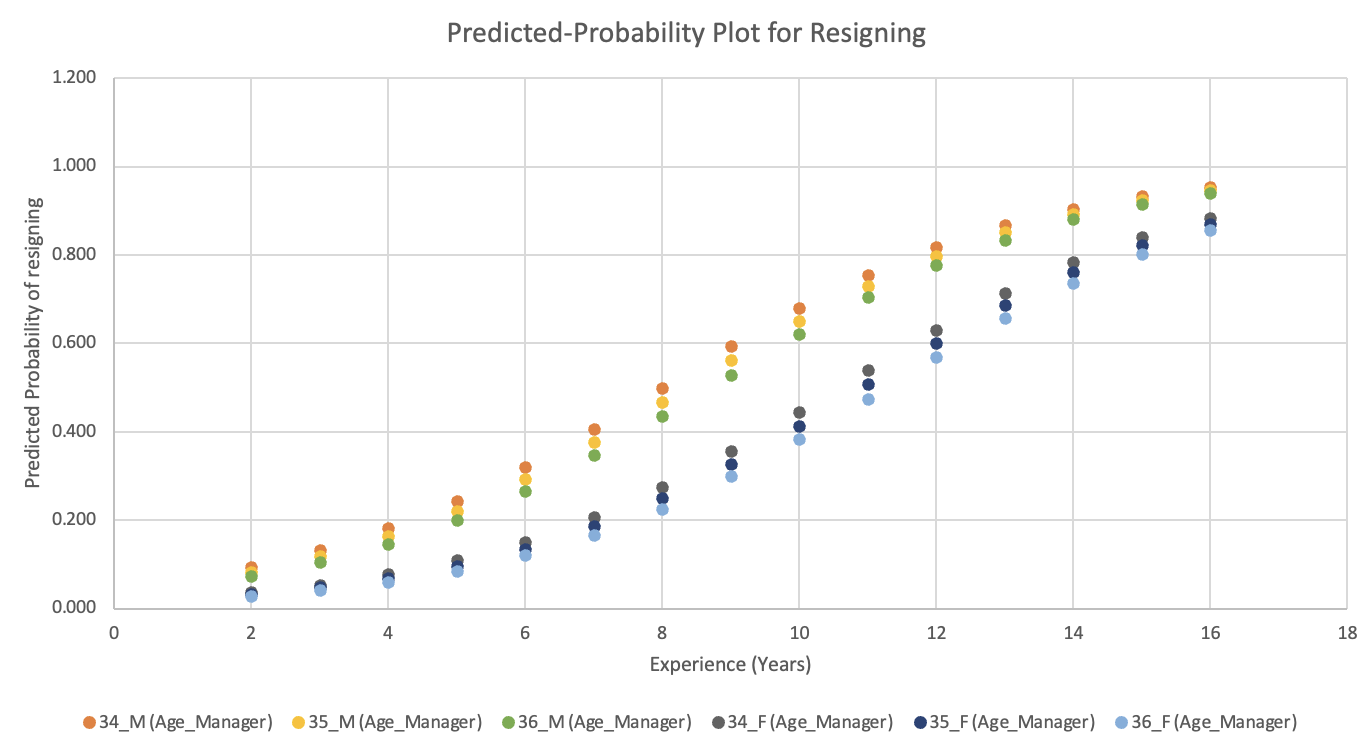 Predicted-Probability Plot for Resigning
1.200
1.000
0.800
0.600
0.400
0.200
0.000
Predicted Probability of resigning
0 2 4 6 8 10 12 14 16 18
Experience (Years)
34_M (Age_Manager) 35_M (Age_Manager) 36_M (Age_Manager) 34_F (Age_Manager) 35_F (Age_Manager) 36_F (Age_Manager)